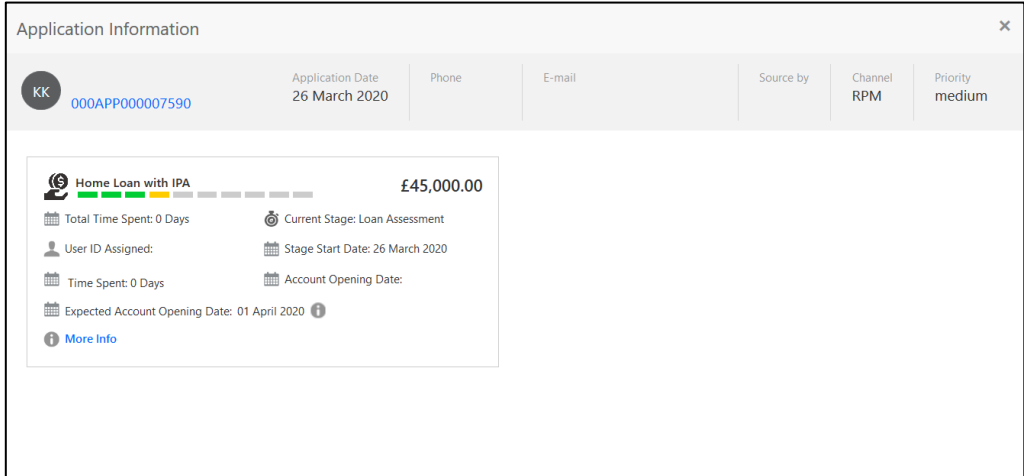 Application Information
×
KK
000APP000007590
Application Date
26 March 2020
Phone
E-mail
Source by
Channel
RPM
Priority
medium
Home Loan with IPA
£45,000.00
Total Time Spent: 0 Days
Current Stage: Loan Assessment
User ID Assigned:
Stage Start Date: 26 March 2020
Time Spent: 0 Days
Account Opening Date:
Expected Account Opening Date: 01 April 2020
More Info